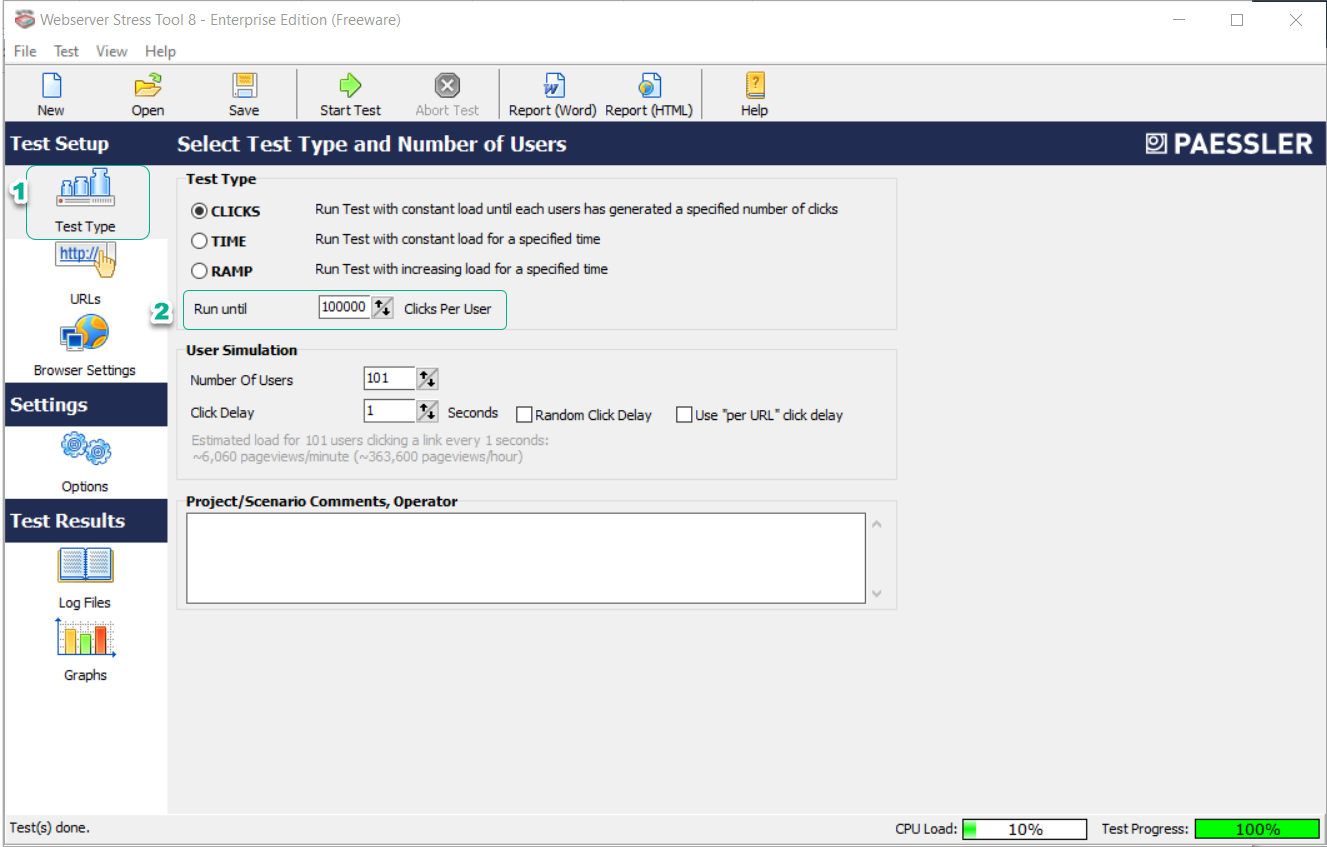 Webserver Stress Tool 8 - Enterprise Edition (Freeware)
File Test View Help
New Open Save Start Test Abort Test Report (Word) Report (HTML) Help
Test Setup
Select Test Type and Number of Users
PAESSLER
1
Test Type
http://
URLs
Browser Settings
Settings
Options
Test Results
Log Files
Graphs
Test Type
CLICKS Run Test with constant load until each users has generated a specified number of clicks
TIME Run Test with constant load for a specified time
RAMP Run Test with increasing load for a specified time
2
Run until 100000 Clicks Per User
User Simulation
Number Of Users 101
Click Delay 1 Seconds Random Click Delay Use "per URL" click delay
Estimated load for 101 users clicking a link every 1 seconds:
~6,060 pageviews/minute (~363,600 pageviews/hour)
Project/Scenario Comments, Operator
Test(s) done.
CPU Load: 10% Test Progress: 100%